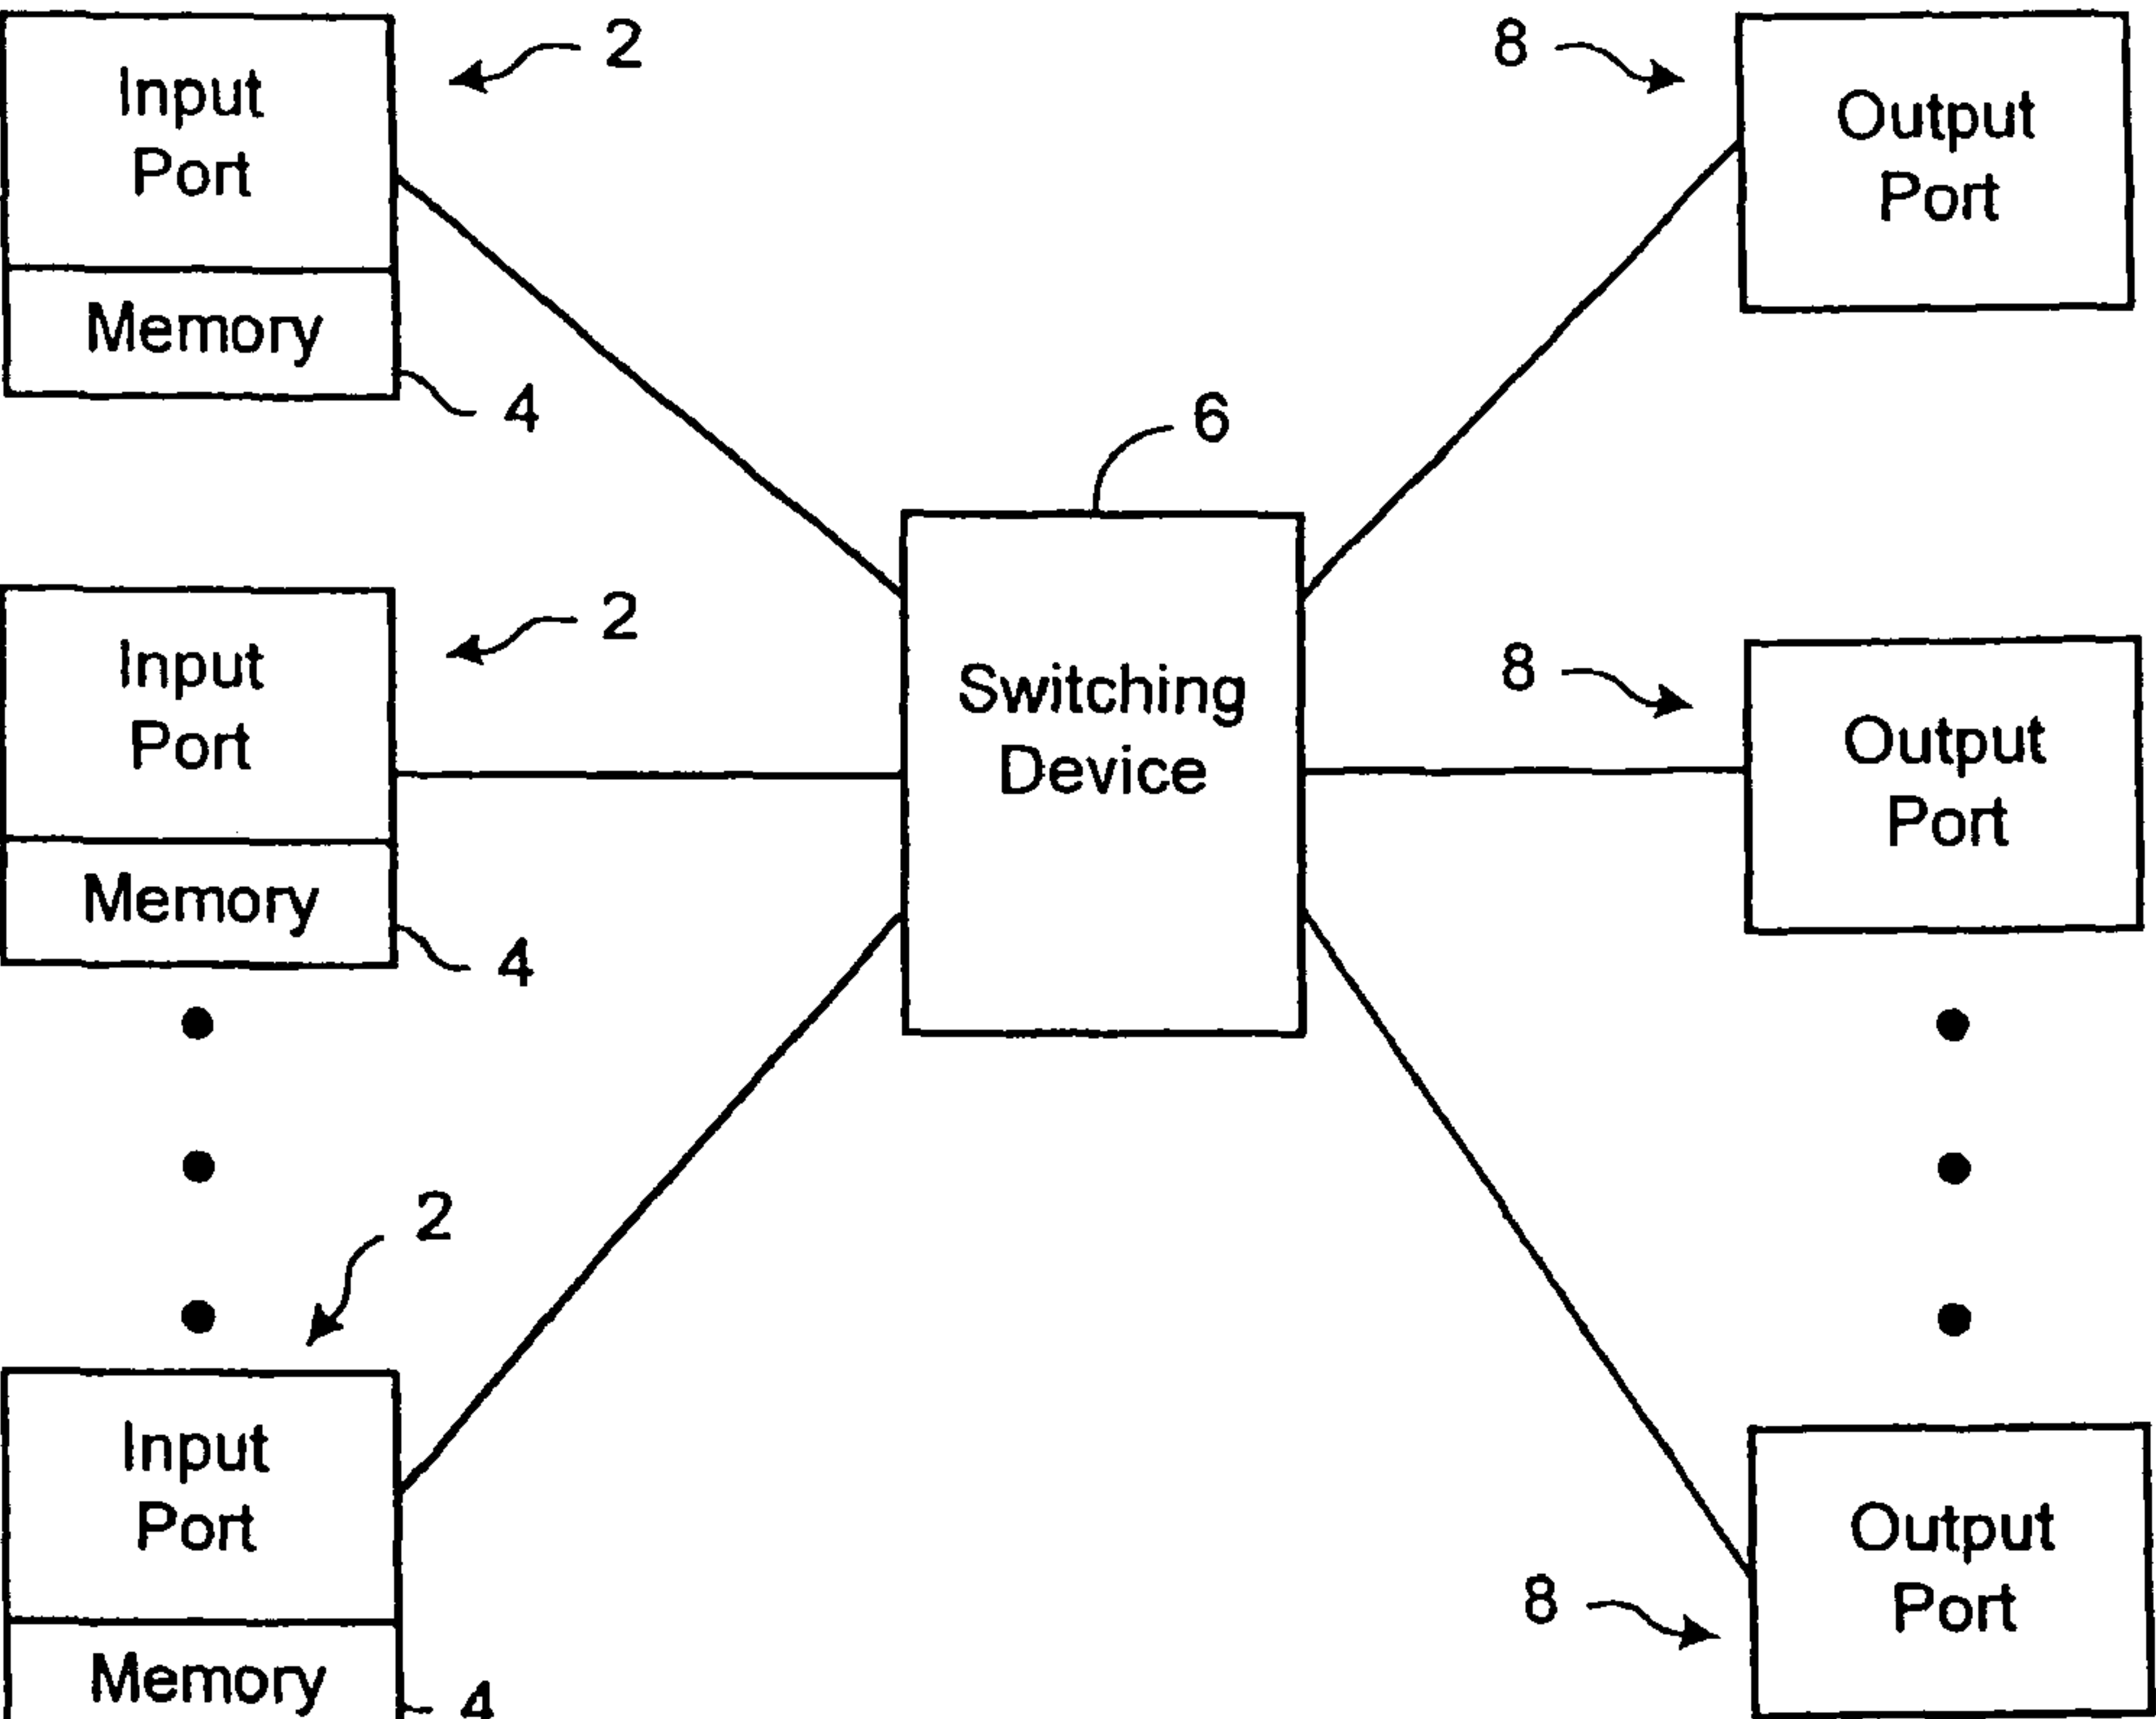 Input
Port
Memory
2
4
8
Output
Port
6
Switching
Device
Input
Port
Memory
2
4
8
Output
Port
2
Input
Port
Memory
4
8
Output
Port